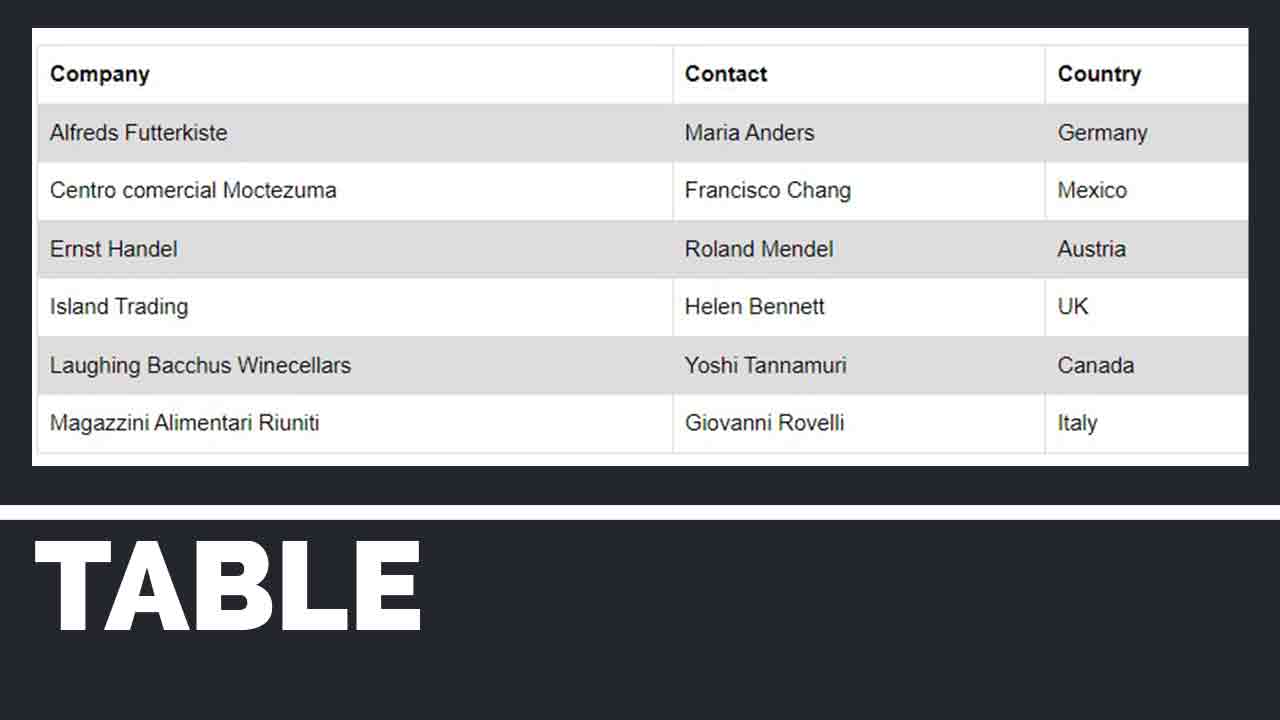 Company Contact Country
Alfreds Futterkiste Maria Anders Germany
Centro comercial Moctezuma Francisco Chang Mexico
Ernst Handel Roland Mendel Austria
Island Trading Helen Bennett UK
Laughing Bacchus Winecellars Yoshi Tannamuri Canada
Magazzini Alimentari Riuniti Giovanni Rovelli Italy
TABLE